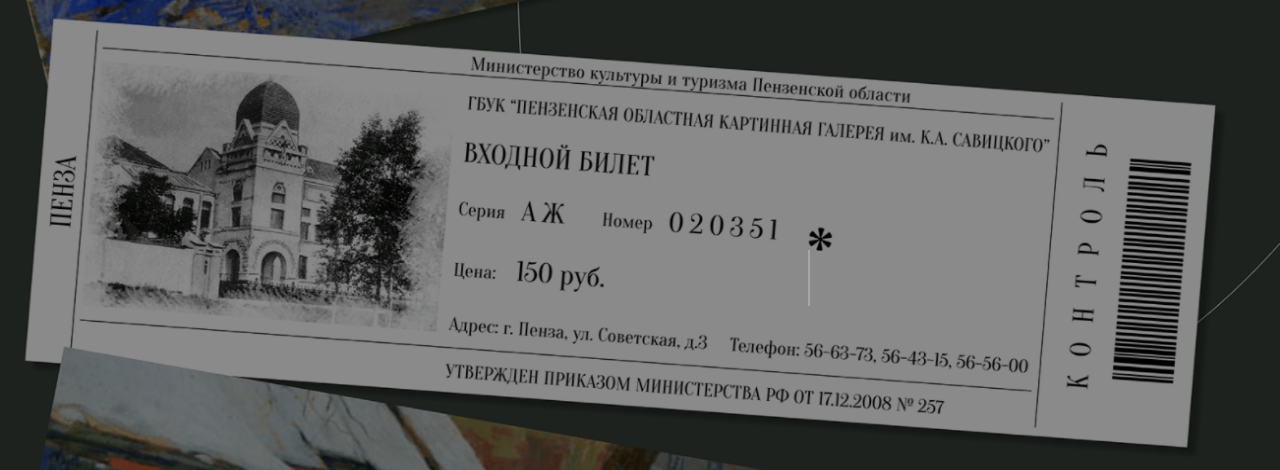 Министерство культуры и туризма Пензенской области
ГБУК “ПЕНЗЕНСКАЯ ОБЛАСТНАЯ КАРТИННАЯ ГАЛЕРЕЯ им. К.А. САВИЦКОГО”
ВХОДНОЙ БИЛЕТ
Серия АЖ Номер 020351 *
Цена: 150 руб.
Адрес: г. Пенза, ул. Советская, д.3 Телефон: 56-63-73, 56-43-15, 56-56-00
УТВЕРЖДЕН ПРИКАЗОМ МИНИСТЕРСТВА РФ ОТ 17.12.2008 № 257
ПЕНЗА
КОНТРОЛЬ